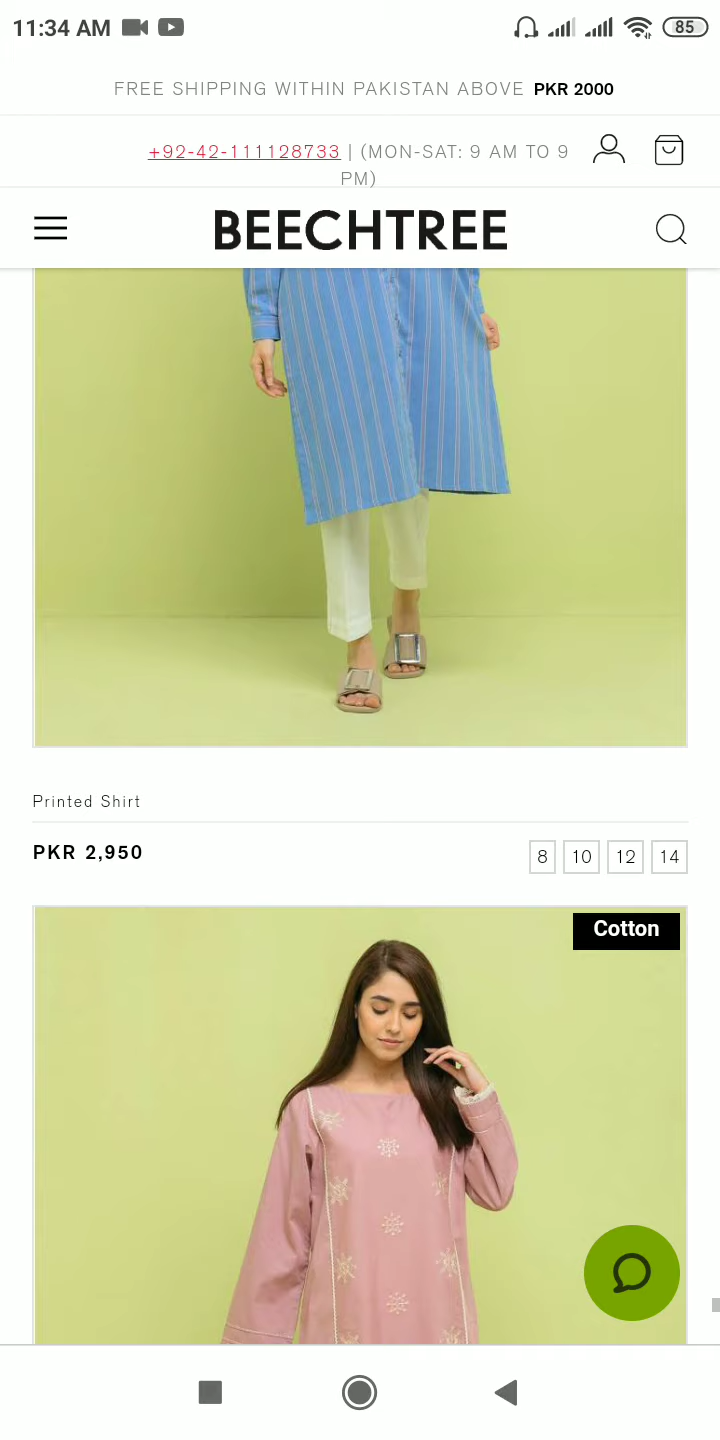 11:34 AM 85
FREE SHIPPING WITHIN PAKISTAN ABOVE PKR 2000
+92-42-111128733 | (MON-SAT: 9 AM TO 9
PM)
BEECHTREE
Printed Shirt
PKR 2,950 8 10 12 14
Cotton